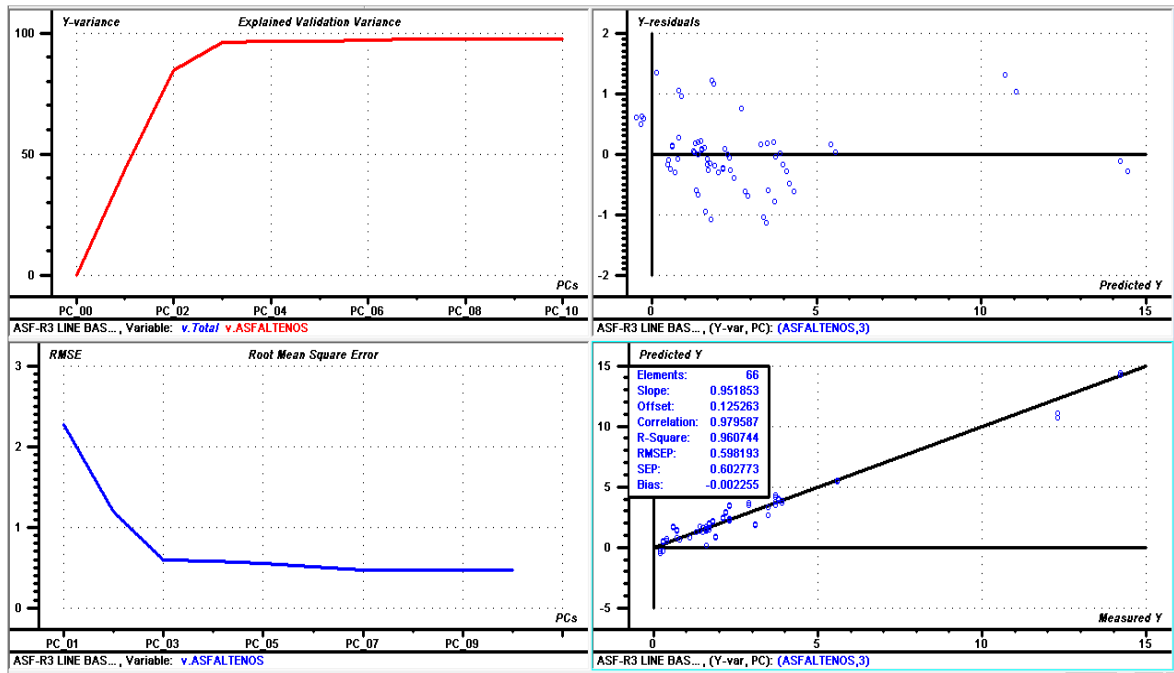 Y-variance Explained Validation Variance
100
50
0
PCs
PC_00 PC_02 PC_04 PC_06 PC_08 PC_10
ASF-R3 LINE BAS... , Variable: v.Total v.ASFALTENOS
Y-residuals
2
1
0
-1
-2
Predicted Y
0 5 10 15
ASF-R3 LINE BAS... , (Y-var, PC): (ASFALTENOS,3)
RMSE Root Mean Square Error
3
2
1
0
PCs
PC_01 PC_03 PC_05 PC_07 PC_09
ASF-R3 LINE BAS... , Variable: v.ASFALTENOS
Predicted Y
15
10
5
0
-5
Elements: 66
Slope: 0.951853
Offset: 0.125263
Correlation: 0.979587
R-Square: 0.960744
RMSEP: 0.598193
SEP: 0.602773
Bias: -0.002255
Measured Y
0 5 10 15
ASF-R3 LINE BAS... , (Y-var, PC): (ASFALTENOS,3)